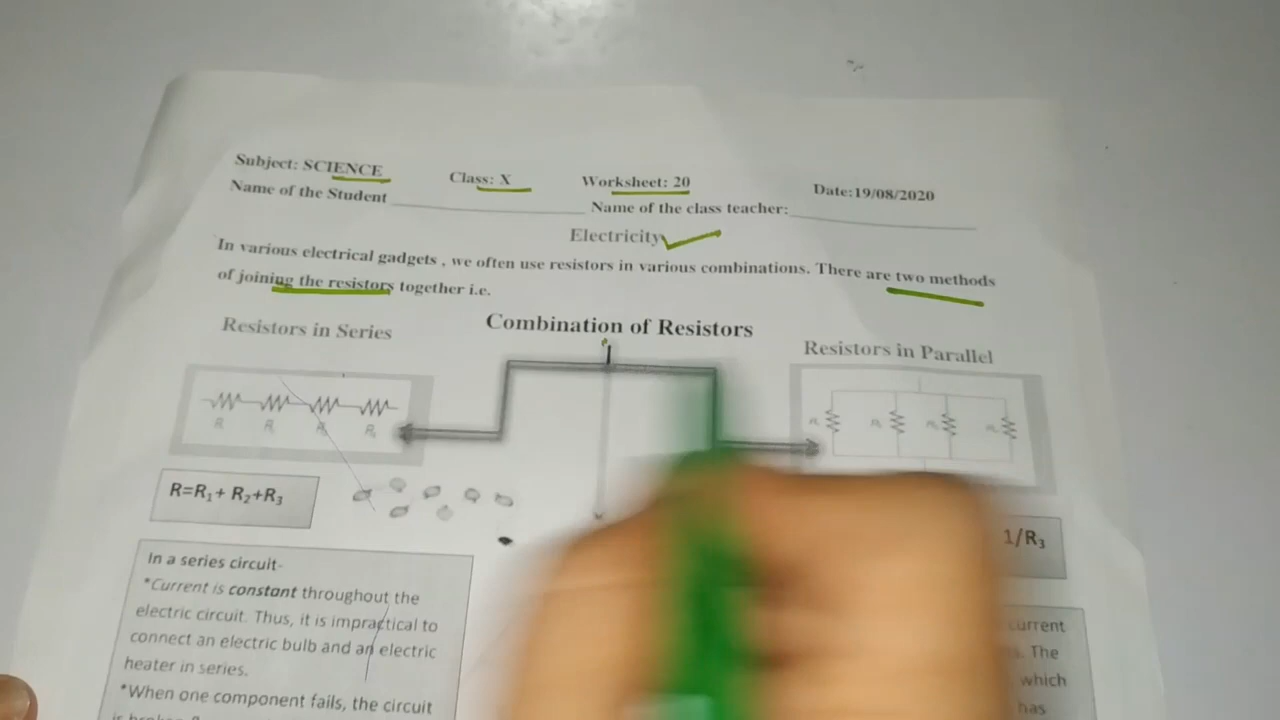 Subject: SCIENCE Class: X Worksheet: 20 Date:19/08/2020
Name of the Student Name of the class teacher:
Electricity
In various electrical gadgets , we often use resistors in various combinations. There are two methods
of joining the resistors together i.e.
Combination of Resistors
Resistors in Series
Resistors in Parallel
R=R₁+ R₂+R₃
1/R₃
In a series circuit-
*Current is constant throughout the
electric circuit. Thus, it is impractical to
connect an electric bulb and an electric
heater in series.
*When one component fails, the circuit
current
The
which
has